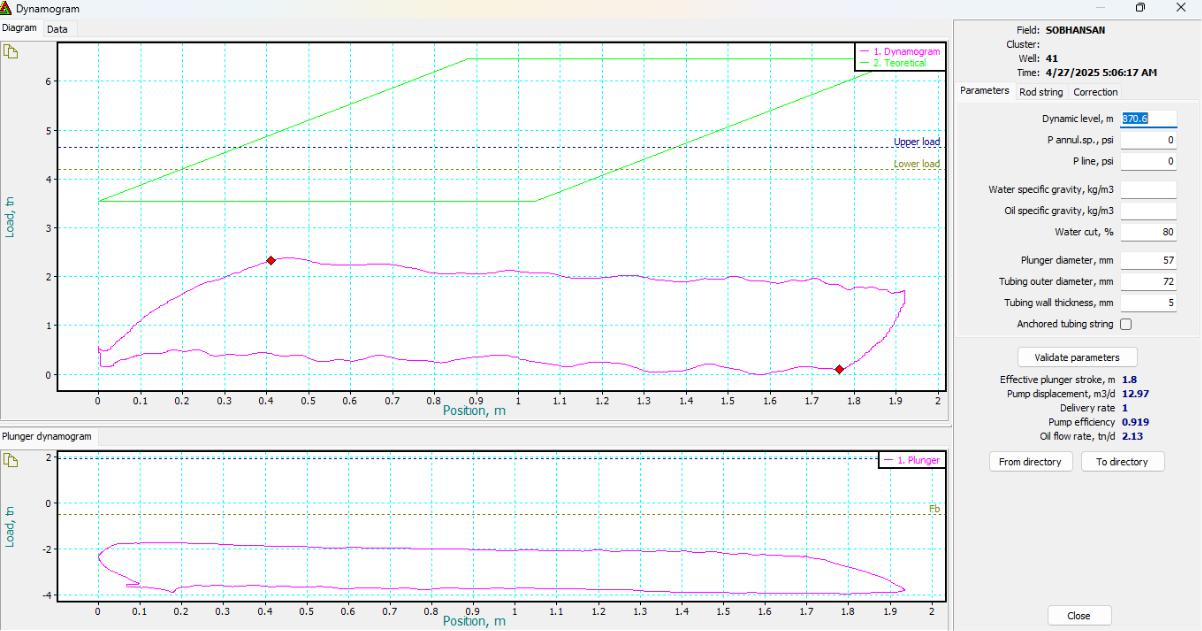 Dynamogram
Diagram Data
1. Dynamogram
2. Teoretical
Upper load
Lower load
Load, tn
6
5
4
3
2
1
0
0 0.1 0.2 0.3 0.4 0.5 0.6 0.7 0.8 0.9 1 1.1 1.2 1.3 1.4 1.5 1.6 1.7 1.8 1.9 2
Position, m
Plunger dynamogram
1. Plunger
Fb
Load, tn
2
0
-2
-4
0 0.1 0.2 0.3 0.4 0.5 0.6 0.7 0.8 0.9 1 1.1 1.2 1.3 1.4 1.5 1.6 1.7 1.8 1.9 2
Position, m
Field: SOBHANSAN
Cluster:
Well: 41
Time: 4/27/2025 5:06:17 AM
Parameters Rod string Correction
Dynamic level, m 870.6
P annul.sp., psi 0
P line, psi 0
Water specific gravity, kg/m3
Oil specific gravity, kg/m3
Water cut, % 80
Plunger diameter, mm 57
Tubing outer diameter, mm 72
Tubing wall thickness, mm 5
Anchored tubing string
Validate parameters
Effective plunger stroke, m 1.8
Pump displacement, m3/d 12.97
Delivery rate 1
Pump efficiency 0.919
Oil flow rate, tn/d 2.13
From directory To directory
Close